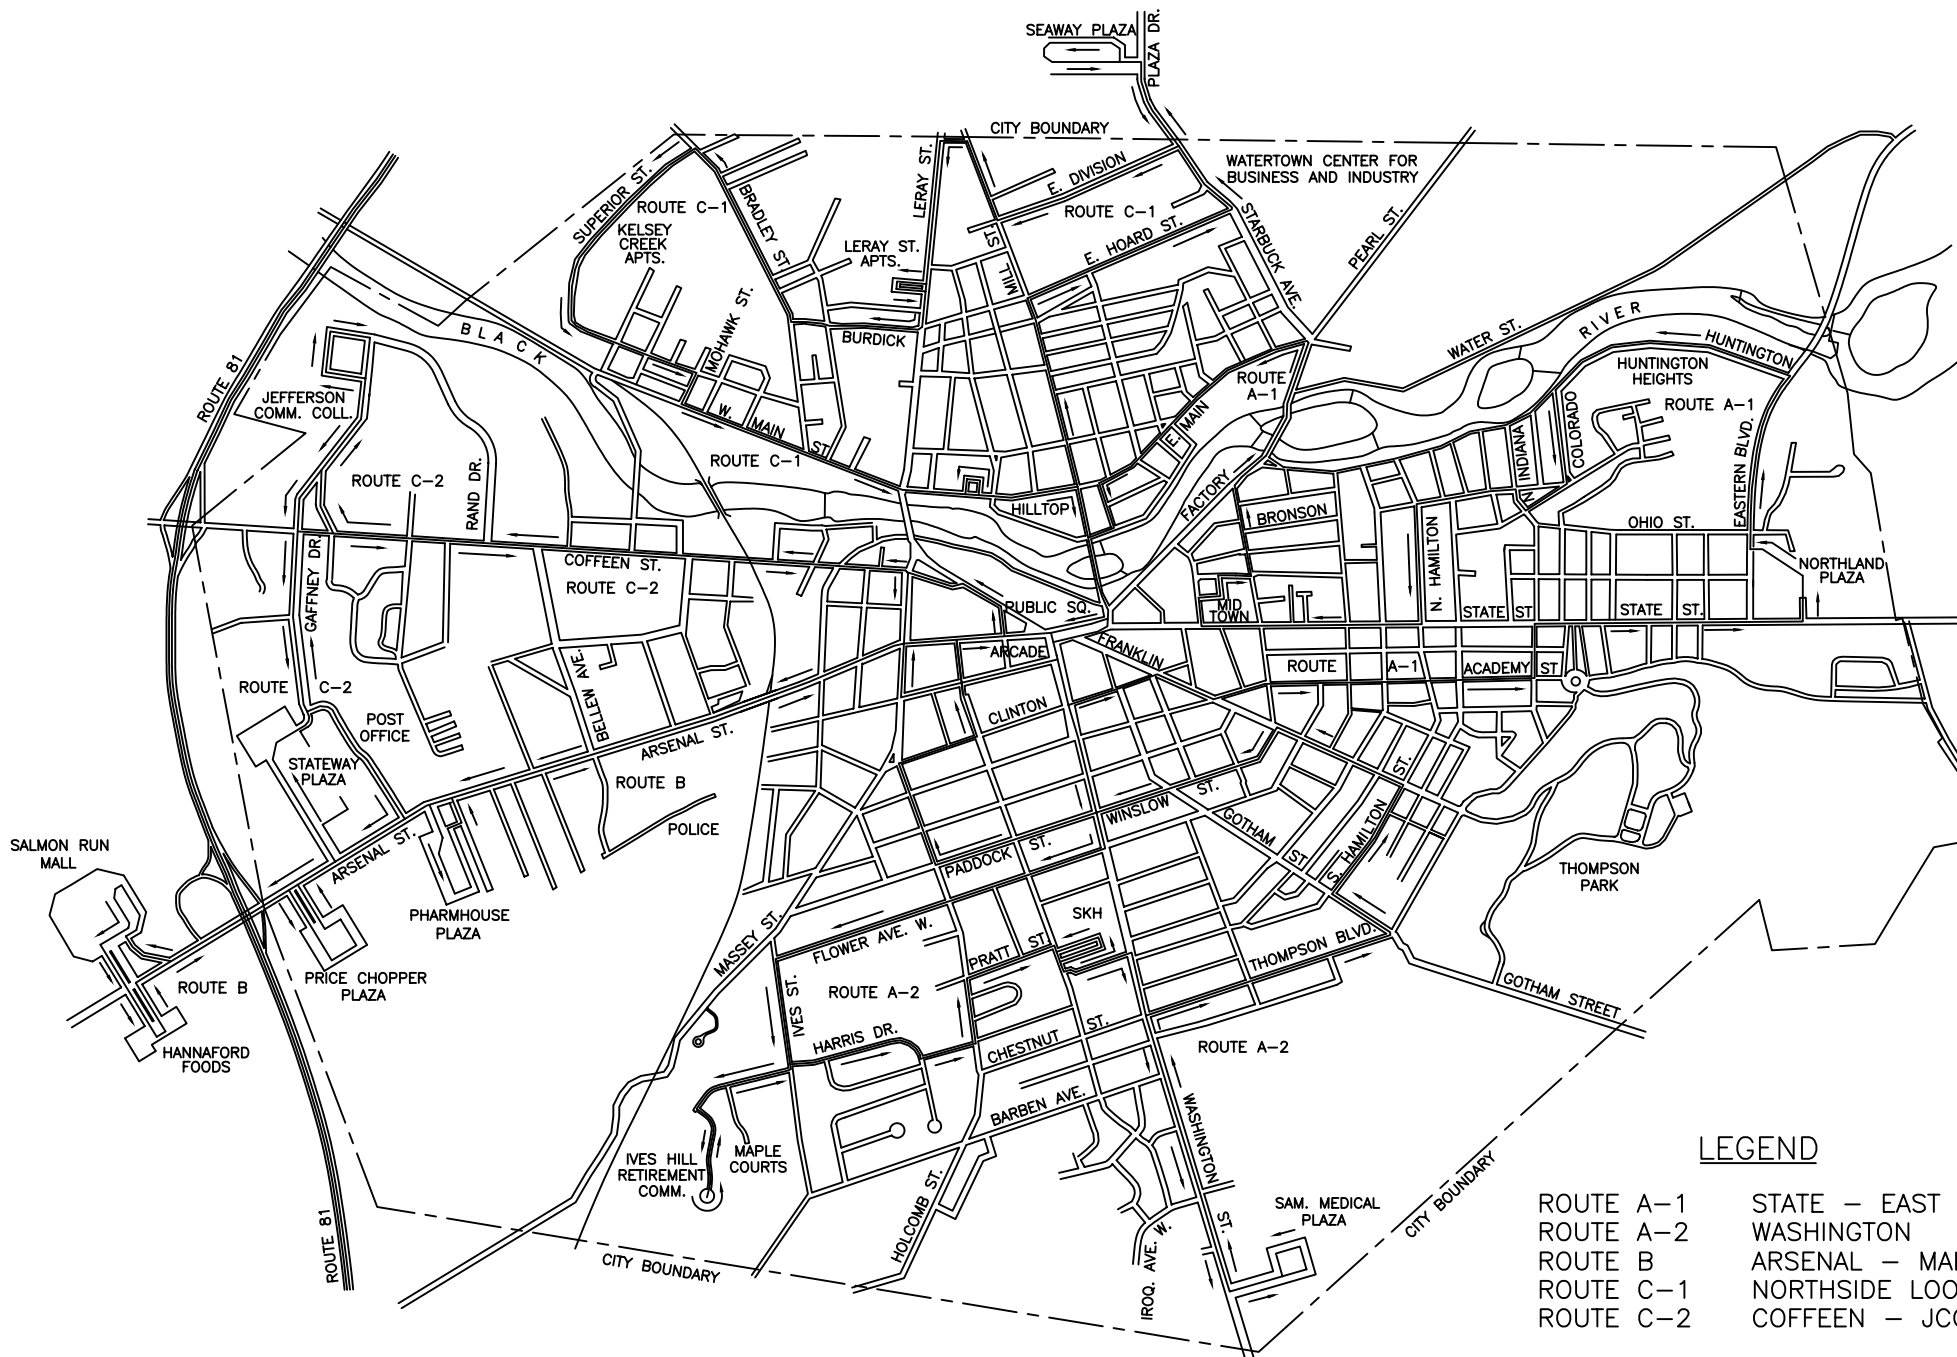 SEAWAY PLAZA
PLAZA DR.
CITY BOUNDARY
WATERTOWN CENTER FOR
BUSINESS AND INDUSTRY
SUPERIOR ST.
ROUTE C-1
KELSEY
CREEK
APTS.
BRADLEY ST
LERAY ST.
LERAY ST.
APTS.
E. DIVISION
ROUTE C-1
E. HOARD ST.
MILL ST.
STARBUCK AVE.
PEARL ST.
ROUTE 81
BLACK
MOHAWK ST.
BURDICK
WATER ST.
RIVER
HUNTINGTON
HUNTINGTON
HEIGHTS
ROUTE A-1
JEFFERSON
COMM. COLL.
W. MAIN ST
ROUTE
A-1
E. MAIN
COLORADO
N INDIANA
EASTERN BLVD.
ROUTE C-1
ROUTE C-2
RAND DR.
FACTORY
HILLTOP
BRONSON
OHIO ST.
N. HAMILTON
GAFFNEY DR.
COFFEEN ST.
ROUTE C-2
NORTHLAND
PLAZA
PUBLIC SQ.
MID
TOWN
STATE ST
STATE ST.
ARCADE
FRANKLIN
ROUTE A-1
ACADEMY ST
ROUTE C-2
BELLEW AVE.
POST
OFFICE
CLINTON
ARSENAL ST.
STATEWAY
PLAZA
ROUTE B
WINSLOW ST.
POLICE
GOTHAM ST
S. HAMILTON ST.
SALMON RUN
MALL
ARSENAL ST.
PADDOCK ST.
THOMPSON
PARK
PHARMHOUSE
PLAZA
SKH
MASSEY ST.
FLOWER AVE. W.
PRATT ST.
THOMPSON BLVD.
ROUTE B
PRICE CHOPPER
PLAZA
ROUTE A-2
IVES ST.
GOTHAM STREET
HARRIS DR.
CHESTNUT ST.
ROUTE A-2
HANNAFORD
FOODS
BARBEN AVE.
WASHINGTON ST.
IVES HILL
RETIREMENT
COMM.
MAPLE
COURTS
HOLCOMB ST.
IROQ. AVE. W.
SAM. MEDICAL
PLAZA
CITY BOUNDARY
ROUTE 81
CITY BOUNDARY
LEGEND
ROUTE A-1 STATE - EAST
ROUTE A-2 WASHINGTON
ROUTE B ARSENAL -
ROUTE C-1 NORTHSIDE
ROUTE C-2 COFFEEN -